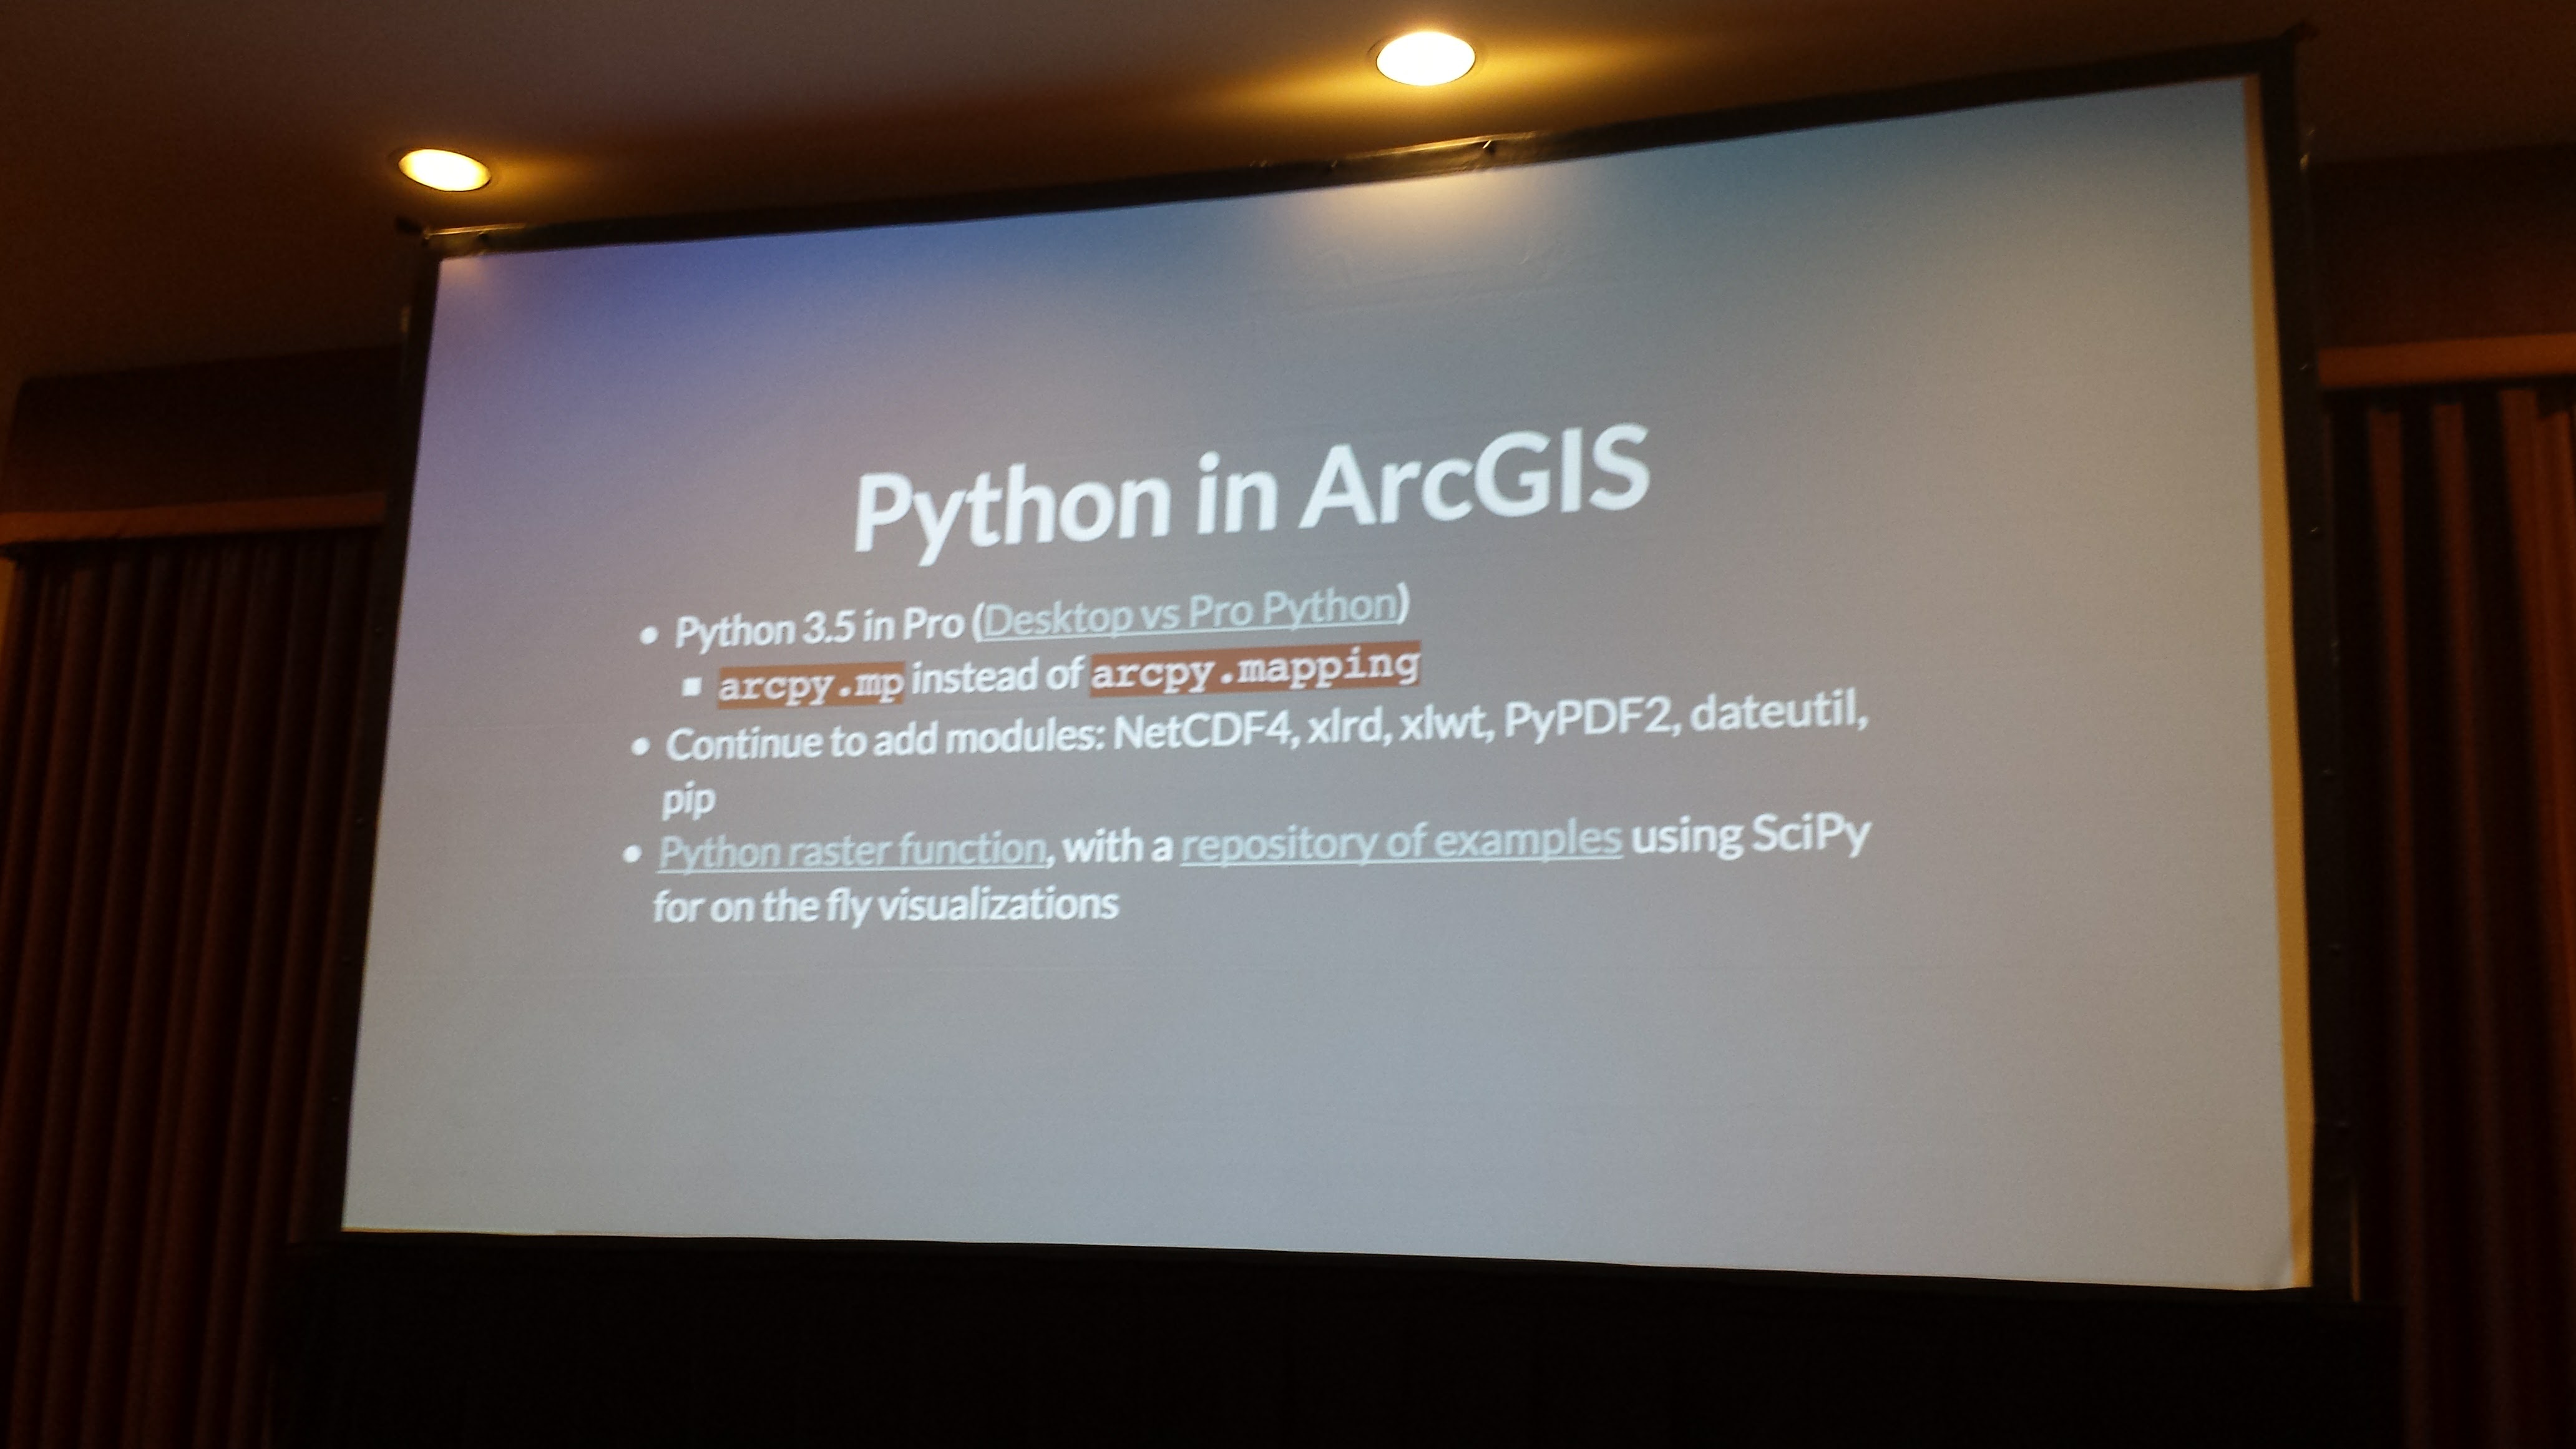 Python in ArcGIS
• Python 3.5 in Pro (Desktop vs Pro Python)
▪ arcpy.mp instead of arcpy.mapping
• Continue to add modules: NetCDF4, xlrd, xlwt, PyPDF2, dateutil,
pip
• Python raster function, with a repository of examples using SciPy
for on the fly visualizations